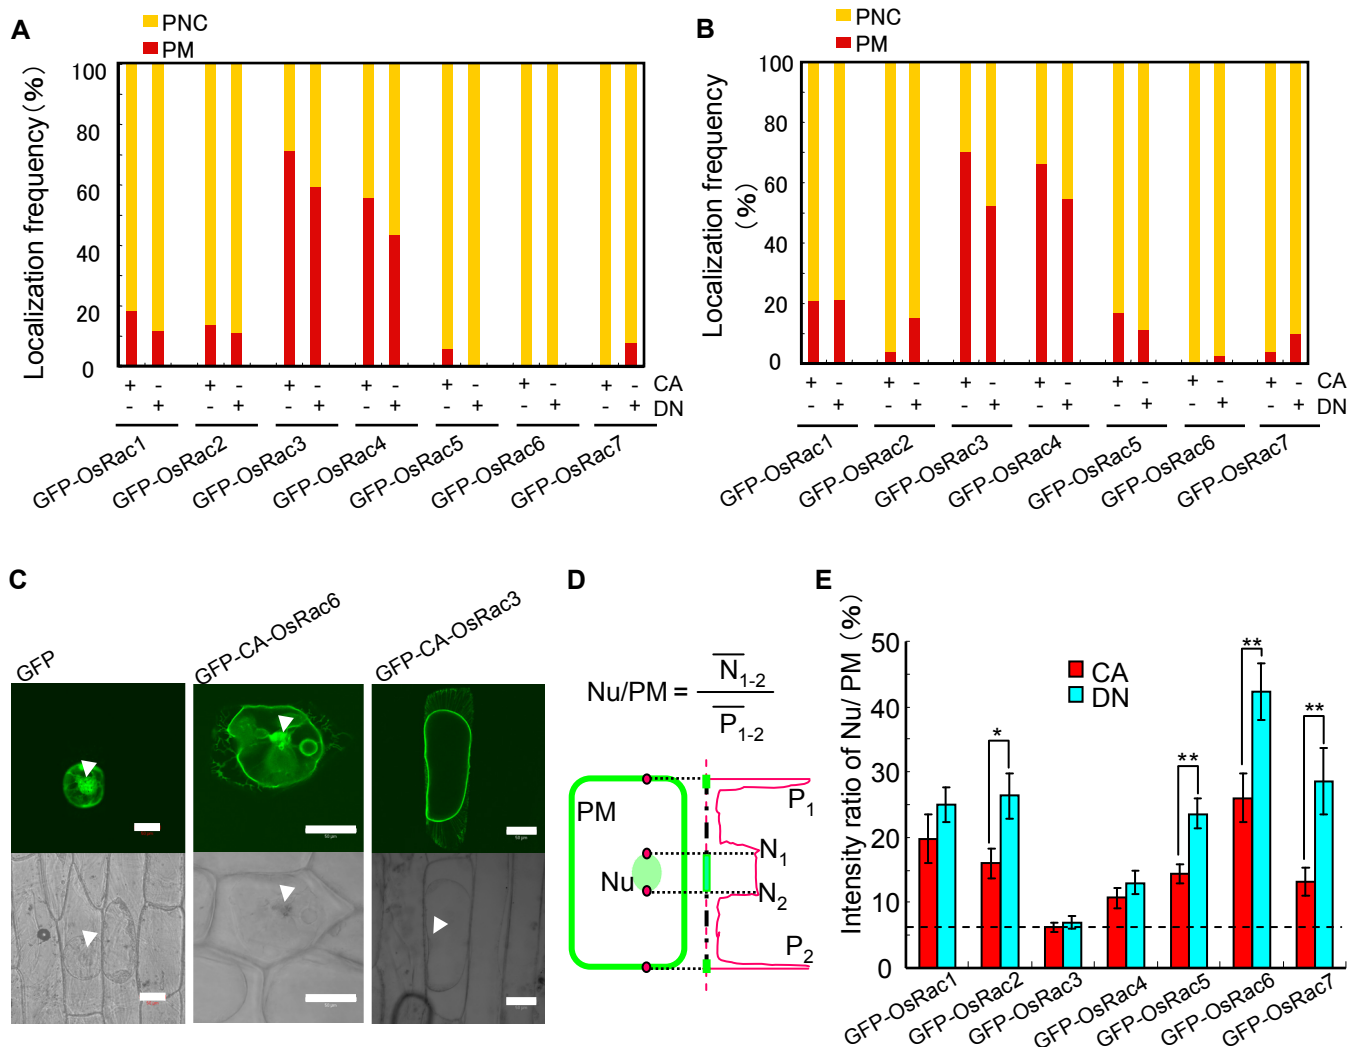 A
PNC
PM
Localization frequency (%)
100
80
60
40
20
0
+ - + - + - + - + - + - + - CA
- + - + - + - + - + - + - + DN
GFP-OsRac1
GFP-OsRac2
GFP-OsRac3
GFP-OsRac4
GFP-OsRac5
GFP-OsRac6
GFP-OsRac7
B
PNC
PM
Localization frequency
(%)
100
80
60
40
20
0
+ - + - + - + - + - + - + - CA
- + - + - + - + - + - + - + DN
GFP-OsRac1
GFP-OsRac2
GFP-OsRac3
GFP-OsRac4
GFP-OsRac5
GFP-OsRac6
GFP-OsRac7
C
GFP
GFP-CA-OsRac6
GFP-CA-OsRac3
D
Nu/PM = N1-2
P1-2
PM
Nu
P1
N1
N2
P2
E
Intensity ratio of Nu/ PM (%)
50
40
30
20
10
0
CA
DN
*
**
**
**
GFP-OsRac1
GFP-OsRac2
GFP-OsRac3
GFP-OsRac4
GFP-OsRac5
GFP-OsRac6
GFP-OsRac7